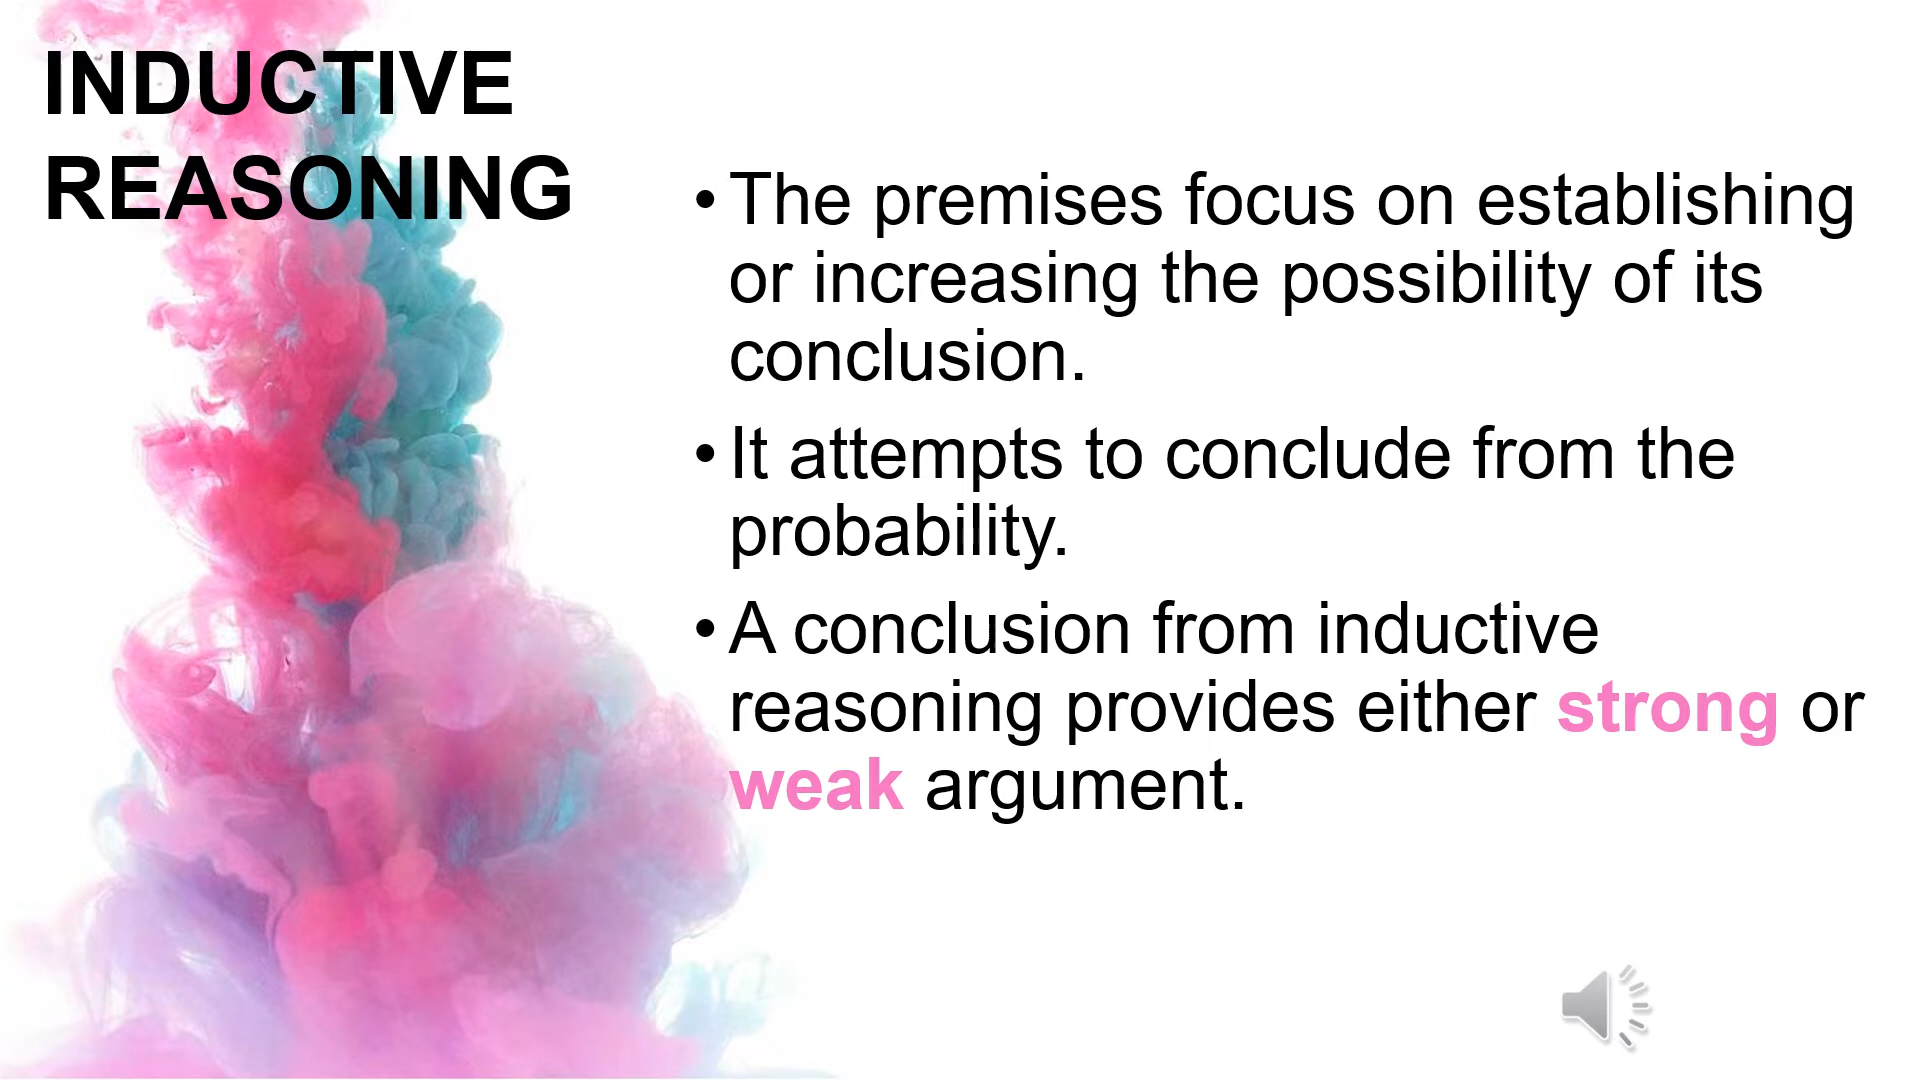 INDUCTIVE
REASONING
• The premises focus on establishing
or increasing the possibility of its
conclusion.
• It attempts to conclude from the
probability.
• A conclusion from inductive
reasoning provides either strong or
weak argument.